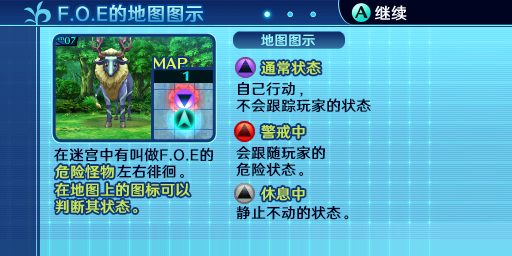 F.O.E的地图图示
A 继续
07
MAP
1
在迷宫中有叫做F.O.E的
危险怪物左右徘徊。
在地图上的图标可以
判断其状态。
地图图示
通常状态
自己行动，
不会跟踪玩家的状态
警戒中
会跟随玩家的
危险状态。
休息中
静止不动的状态。